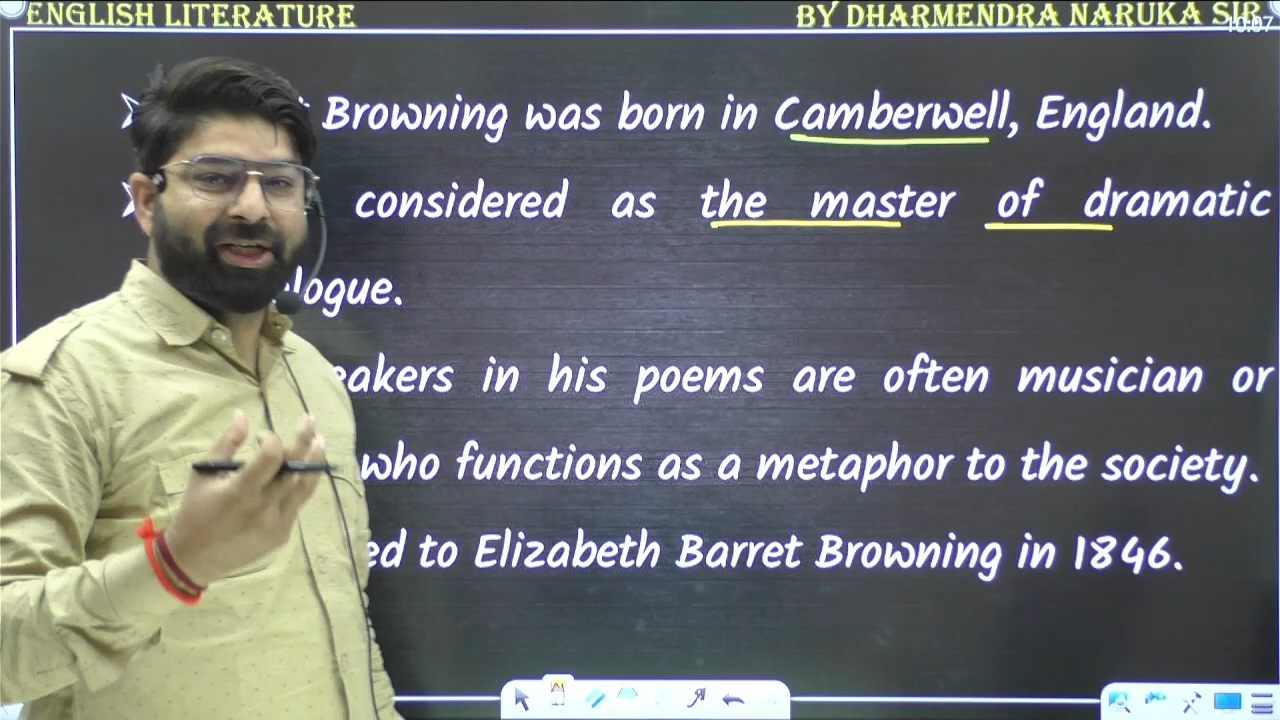 ENGLISH LITERATURE
BY DHARMENDRA NARUKA SIR
10:07
Browning was born in Camberwell, England.
considered as the master of dramatic
logue.
eakers in his poems are often musician or
who functions as a metaphor to the society.
ed to Elizabeth Barret Browning in 1846.